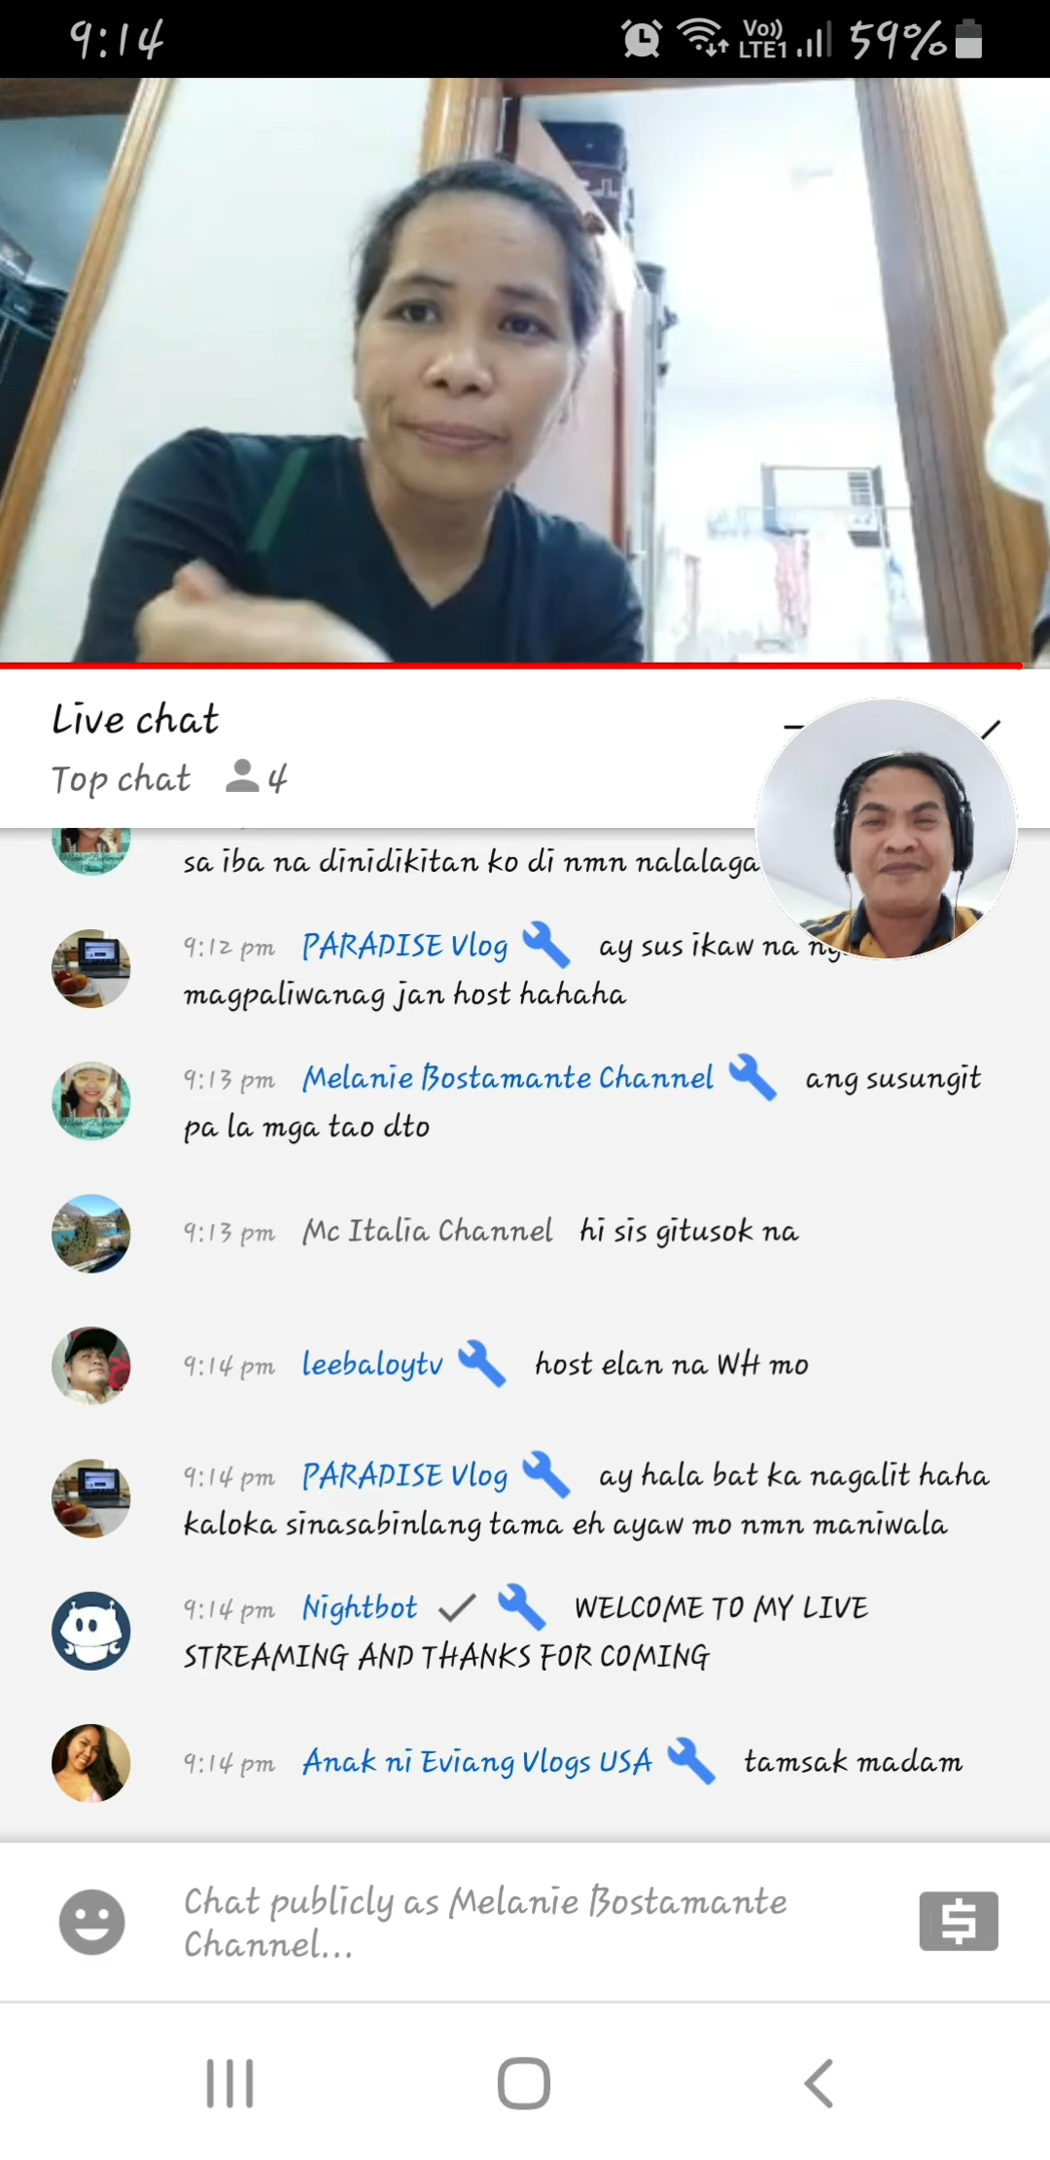 9:14 Vo)) LTE1 59%
Live chat
Top chat 4
sa iba na dinidikitan ko di nmn nalalaga
9:12 pm PARADISE Vlog ay sus ikaw na
magpaliwanag jan host hahaha
9:13 pm Melanie Bostamante Channel ang susungit
pa la mga tao dto
9:13 pm Mc Italia Channel hi sis gitusok na
9:14 pm leebaloytv host elan na WH mo
9:14 pm PARADISE Vlog ay hala bat ka nagalit haha
kaloka sinasabinlang tama eh ayaw mo nmn maniwala
9:14 pm Nightbot WELCOME TO MY LIVE
STREAMING AND THANKS FOR COMING
9:14 pm Anak ni Eviang Vlogs USA tamsak madam
Chat publicly as Melanie Bostamante
Channel...